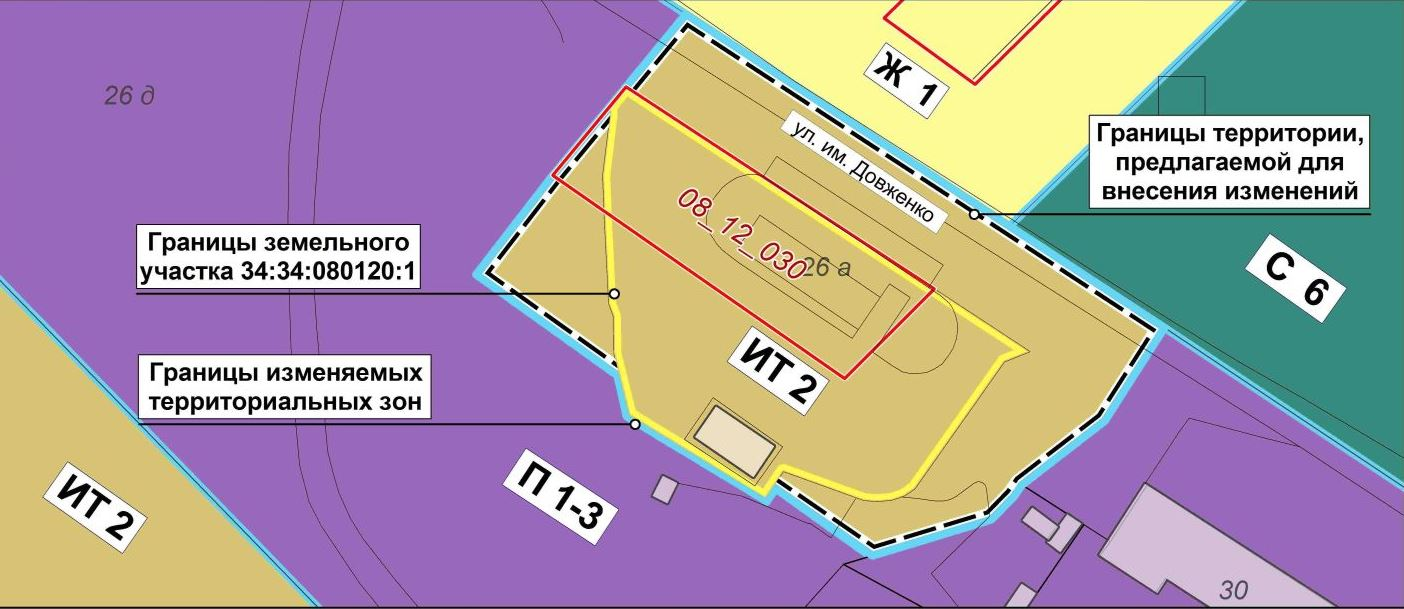 26 д
Ж 1
ул. им. Довженко
Границы территории,
предлагаемой для
внесения изменений
08_12_030
26 а
Границы земельного
участка 34:34:080120:1
С 6
ИТ 2
Границы изменяемых
территориальных зон
П 1-3
ИТ 2
30